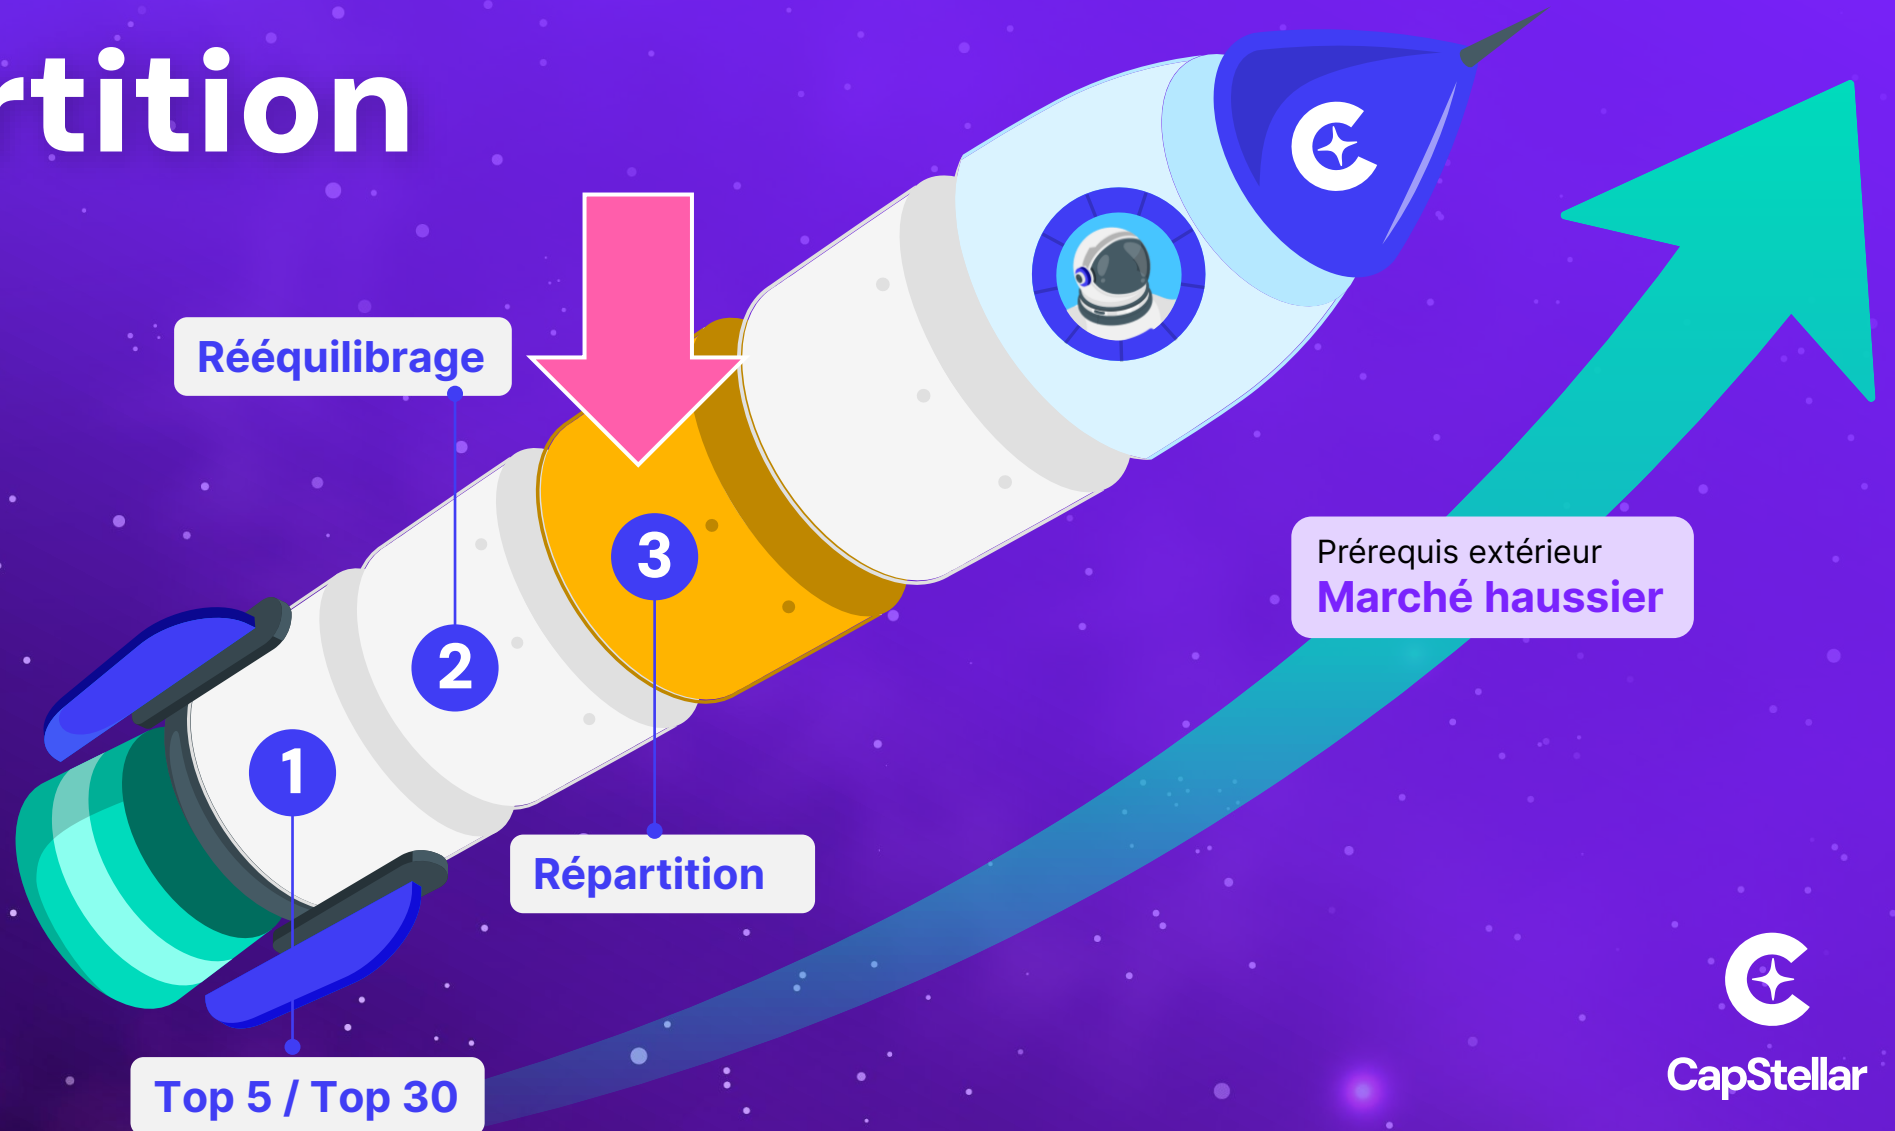 rtition
Rééquilibrage
3
2
1
Prérequis extérieur
Marché haussier
Répartition
Top 5 / Top 30
CapStellar